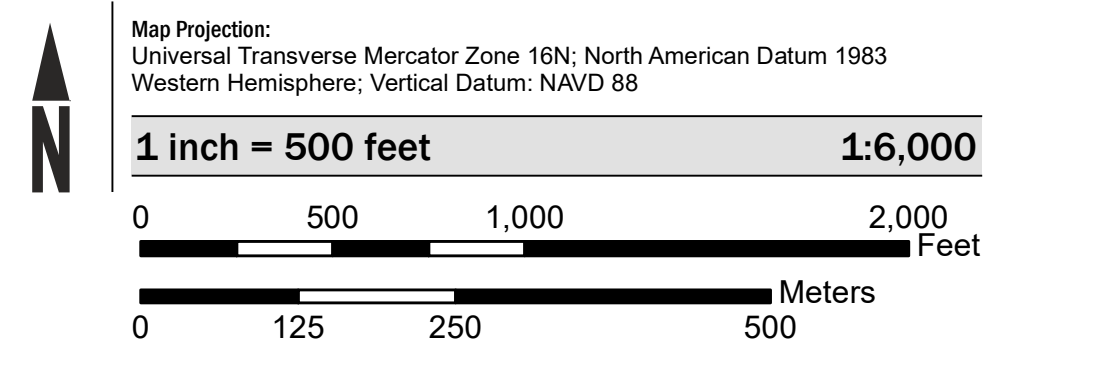 N
Map Projection:
Universal Transverse Mercator Zone 16N; North American Datum 1983
Western Hemisphere; Vertical Datum: NAVD 88
1 inch = 500 feet 1:6,000
0 500 1,000 2,000
Feet
Meters
0 125 250 500